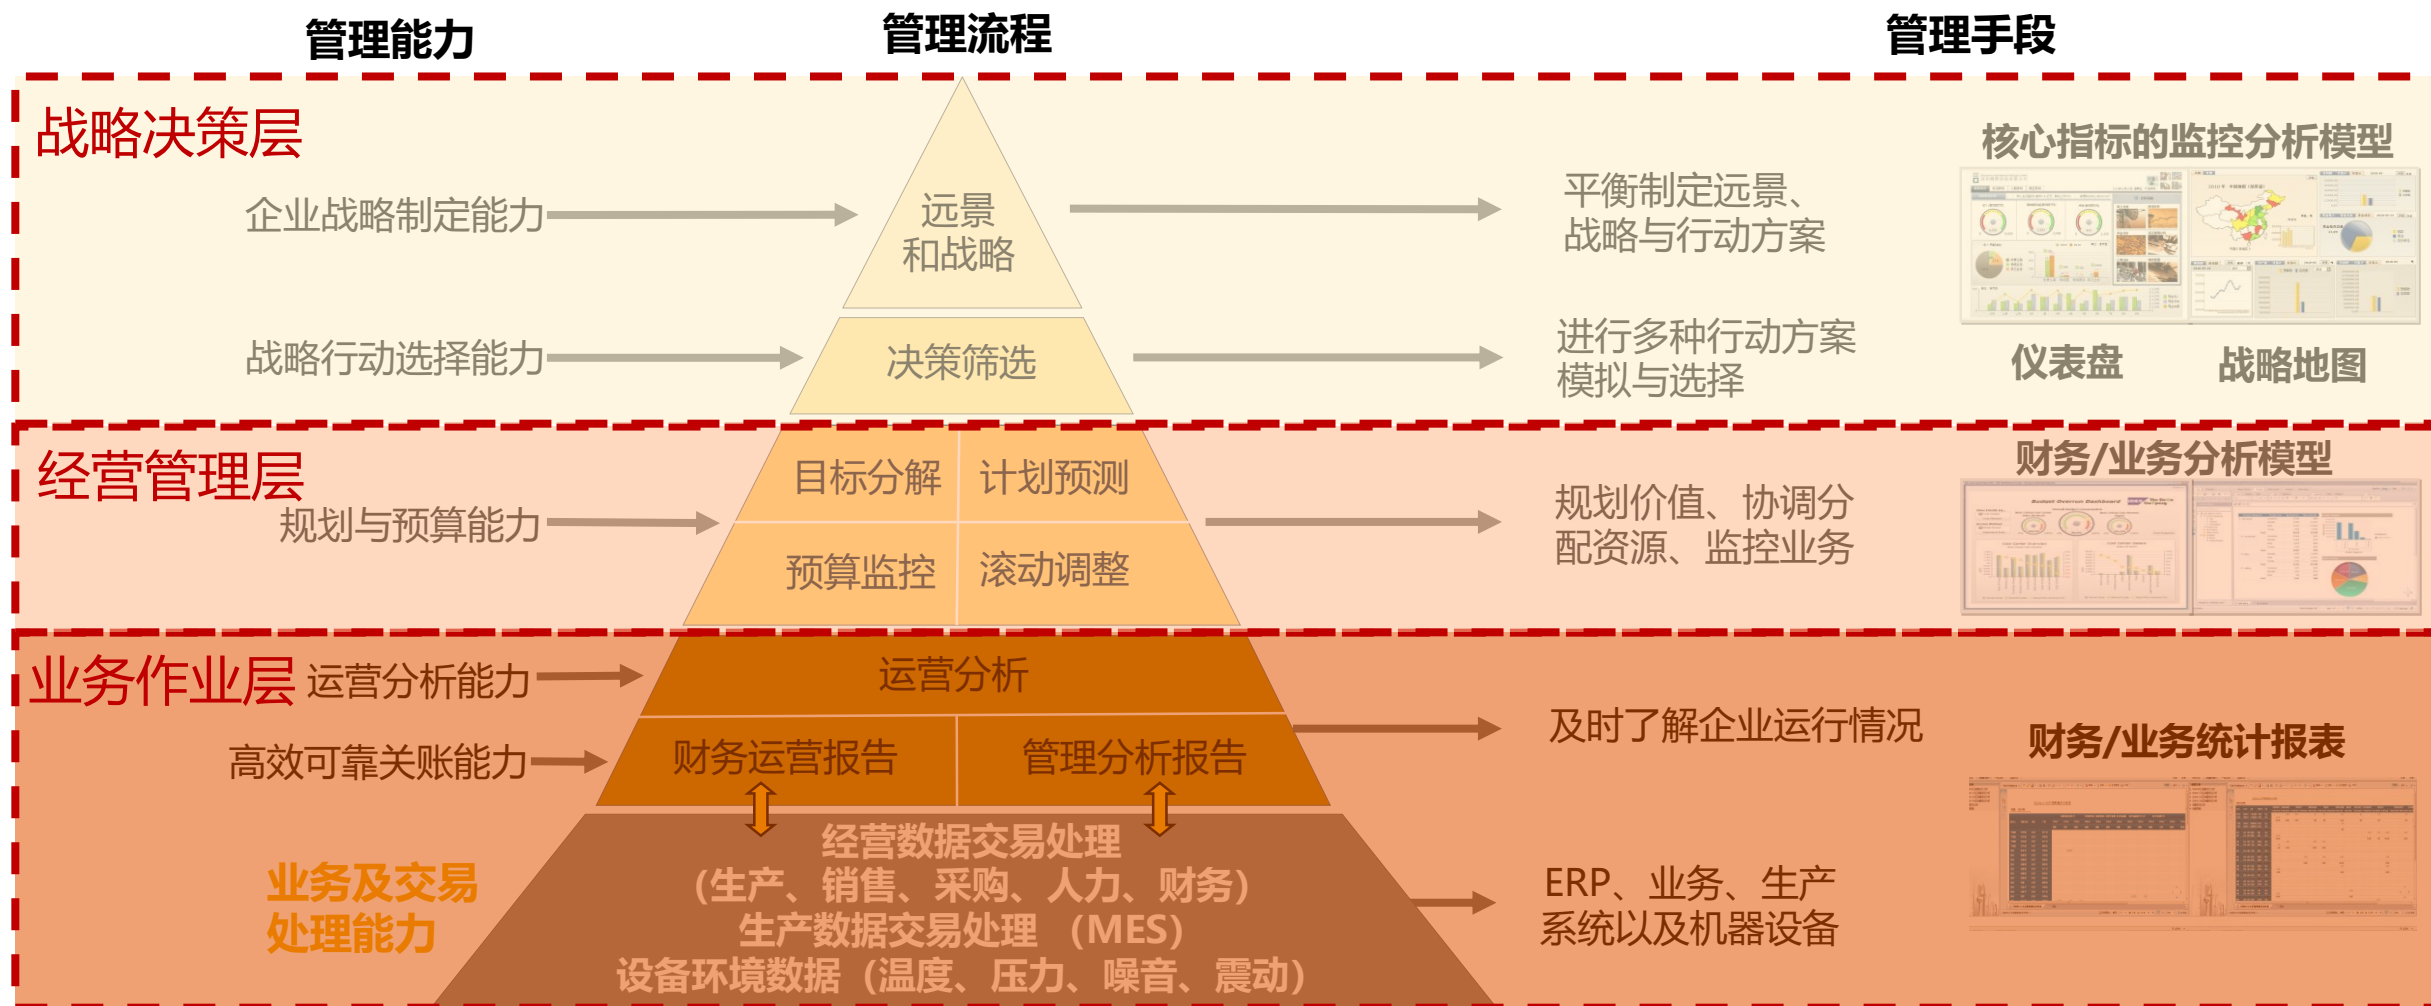 管理能力
管理流程
管理手段
战略决策层
企业战略制定能力
远景
和战略
平衡制定远景、
战略与行动方案
核心指标的监控分析模型
战略行动选择能力
决策筛选
进行多种行动方案
模拟与选择
仪表盘
战略地图
经营管理层
规划与预算能力
目标分解
计划预测
预算监控
滚动调整
规划价值、协调分
配资源、监控业务
财务/业务分析模型
Budget Overrun Dashboard
业务作业层
运营分析能力
运营分析
高效可靠关账能力
财务运营报告
管理分析报告
及时了解企业运行情况
财务/业务统计报表
业务及交易
处理能力
经营数据交易处理
（生产、销售、采购、人力、财务）
生产数据交易处理 （MES）
设备环境数据（温度、压力、噪音、震动）
ERP、业务、生产
系统以及机器设备